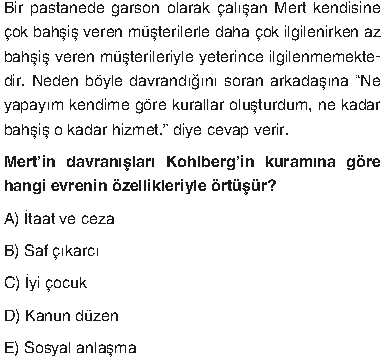 Bir pastanede garson olarak çalışan Mert kendisine
çok bahşiş veren müşterilerle daha çok ilgilenirken az
bahşiş veren müşterileriyle yeterince ilgilenmemekte-
dir. Neden böyle davrandığını soran arkadaşına “Ne
yapayım kendime göre kurallar oluşturdum, ne kadar
bahşiş o kadar hizmet.” diye cevap verir.
Mert’in davranışları Kohlberg’in kuramına göre
hangi evrenin özellikleriyle örtüşür?
A) İtaat ve ceza
B) Saf çıkarcı
C) İyi çocuk
D) Kanun düzen
E) Sosyal anlaşma